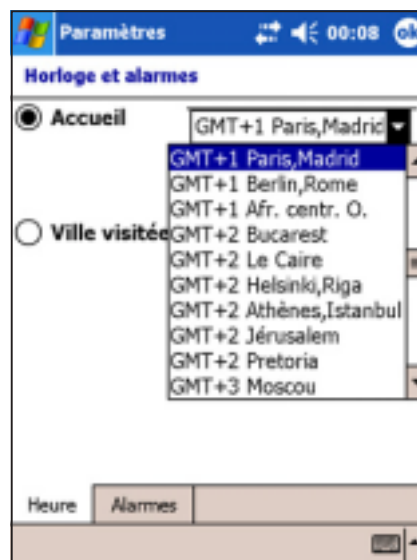 Paramètres 00:08 ok
Horloge et alarmes
Accueil GMT+1 Paris,Madrid
GMT+1 Paris,Madrid
GMT+1 Berlin,Rome
GMT+1 Afr. centr. O.
Ville visitée GMT+2 Bucarest
GMT+2 Le Caire
GMT+2 Helsinki,Riga
GMT+2 Athènes,Istanbul
GMT+2 Jérusalem
GMT+2 Pretoria
GMT+3 Moscou
Heure Alarmes